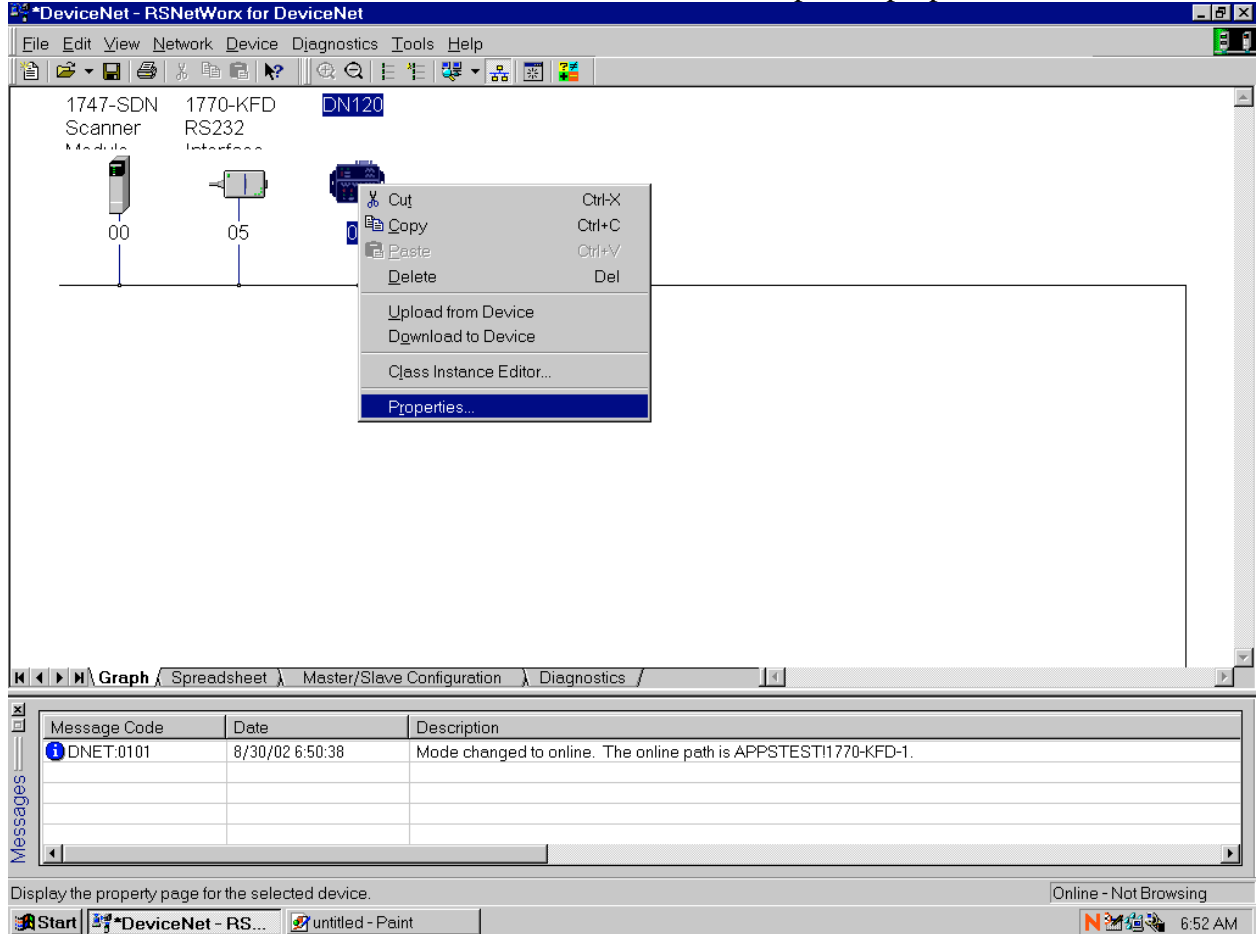 *DeviceNet - RSNetWorx for DeviceNet
File Edit View Network Device Diagnostics Tools Help
1747-SDN 1770-KFD DN120
Scanner RS232
Module Interface
00 05 0
Cut Ctrl-X
Copy Ctrl+C
Paste Ctrl+V
Delete Del
Upload from Device
Download to Device
Class Instance Editor...
Properties...
Graph Spreadsheet Master/Slave Configuration Diagnostics
Messages
Message Code Date Description
DNET:0101 8/30/02 6:50:38 Mode changed to online. The online path is APPSTEST!1770-KFD-1.
Display the property page for the selected device. Online - Not Browsing
Start *DeviceNet - RS... untitled - Paint N 6:52 AM